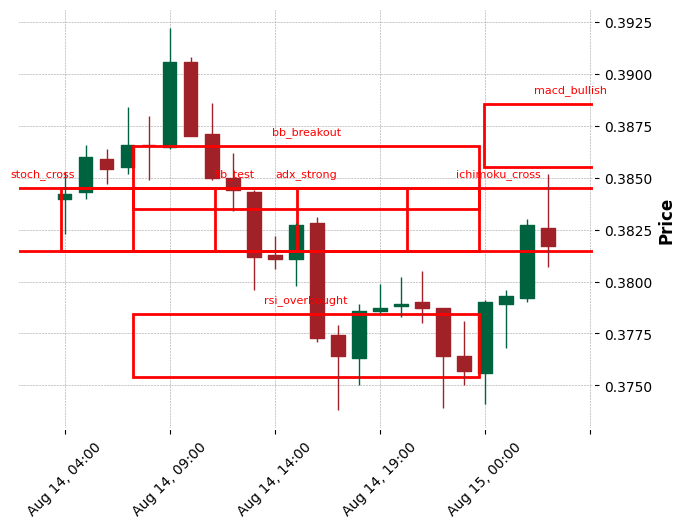 0.3925
0.3900
macd_bullish
0.3875
bb_breakout
stoch_cross
adx_strong
ichimoku_cross
0.3850
0.3825
Price
0.3800
rsi_overbought
0.3775
0.3750
Aug 14, 04:00
Aug 14, 09:00
Aug 14, 14:00
Aug 14, 19:00
Aug 15, 00:00